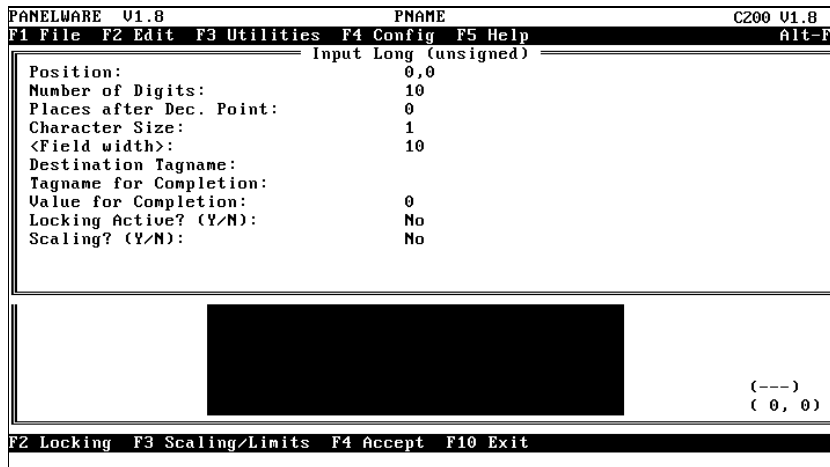 PANELWARE V1.8 PNAME C200 V1.8
F1 File F2 Edit F3 Utilities F4 Config F5 Help Alt-F
Input Long (unsigned)
Position: 0,0
Number of Digits: 10
Places after Dec. Point: 0
Character Size: 1
<Field width>: 10
Destination Tagname:
Tagname for Completion:
Value for Completion: 0
Locking Active? (Y/N): No
Scaling? (Y/N): No
(---)
( 0, 0)
F2 Locking F3 Scaling/Limits F4 Accept F10 Exit